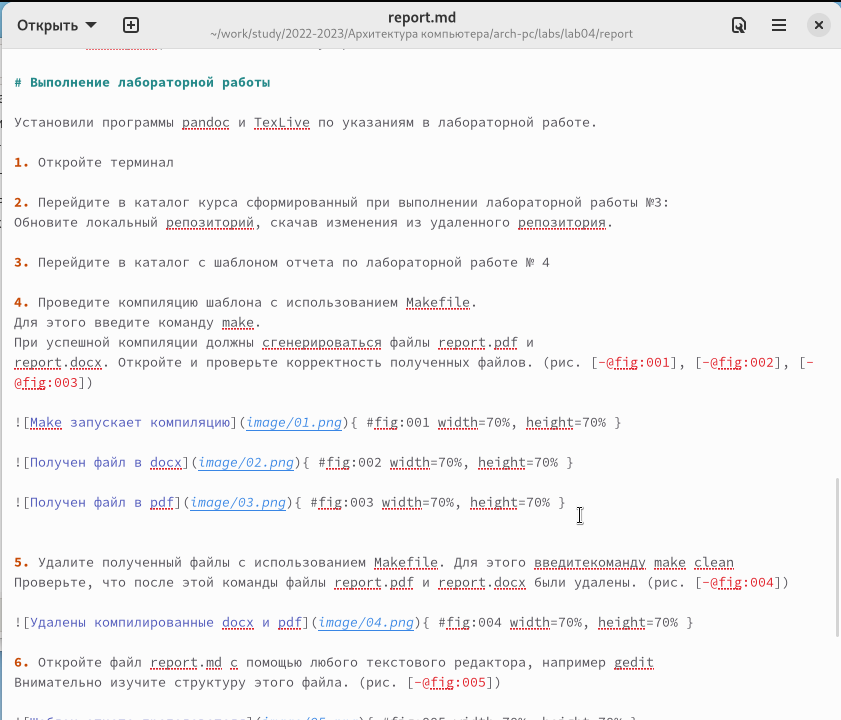 Открыть
report.md
~/work/study/2022-2023/Архитектура компьютера/arch-pc/labs/lab04/report
# Выполнение лабораторной работы
Установили программы pandoc и TexLive по указаниям в лабораторной работе.
1. Откройте терминал
2. Перейдите в каталог курса сформированный при выполнении лабораторной работы №3:
Обновите локальный репозиторий, скачав изменения из удаленного репозитория.
3. Перейдите в каталог с шаблоном отчета по лабораторной работе № 4
4. Проведите компиляцию шаблона с использованием Makefile.
Для этого введите команду make.
При успешной компиляции должны сгенерироваться файлы report.pdf и
report.docx. Откройте и проверьте корректность полученных файлов. (рис. [-@fig:001], [-@fig:002], [-
@fig:003])
![Make запускает компиляцию](image/01.png){ #fig:001 width=70%, height=70% }
![Получен файл в docx](image/02.png){ #fig:002 width=70%, height=70% }
![Получен файл в pdf](image/03.png){ #fig:003 width=70%, height=70% }
5. Удалите полученный файлы с использованием Makefile. Для этого введитекоманду make clean
Проверьте, что после этой команды файлы report.pdf и report.docx были удалены. (рис. [-@fig:004])
![Удалены компилированные docx и pdf](image/04.png){ #fig:004 width=70%, height=70% }
6. Откройте файл report.md с помощью любого текстового редактора, например gedit
Внимательно изучите структуру этого файла. (рис. [-@fig:005])